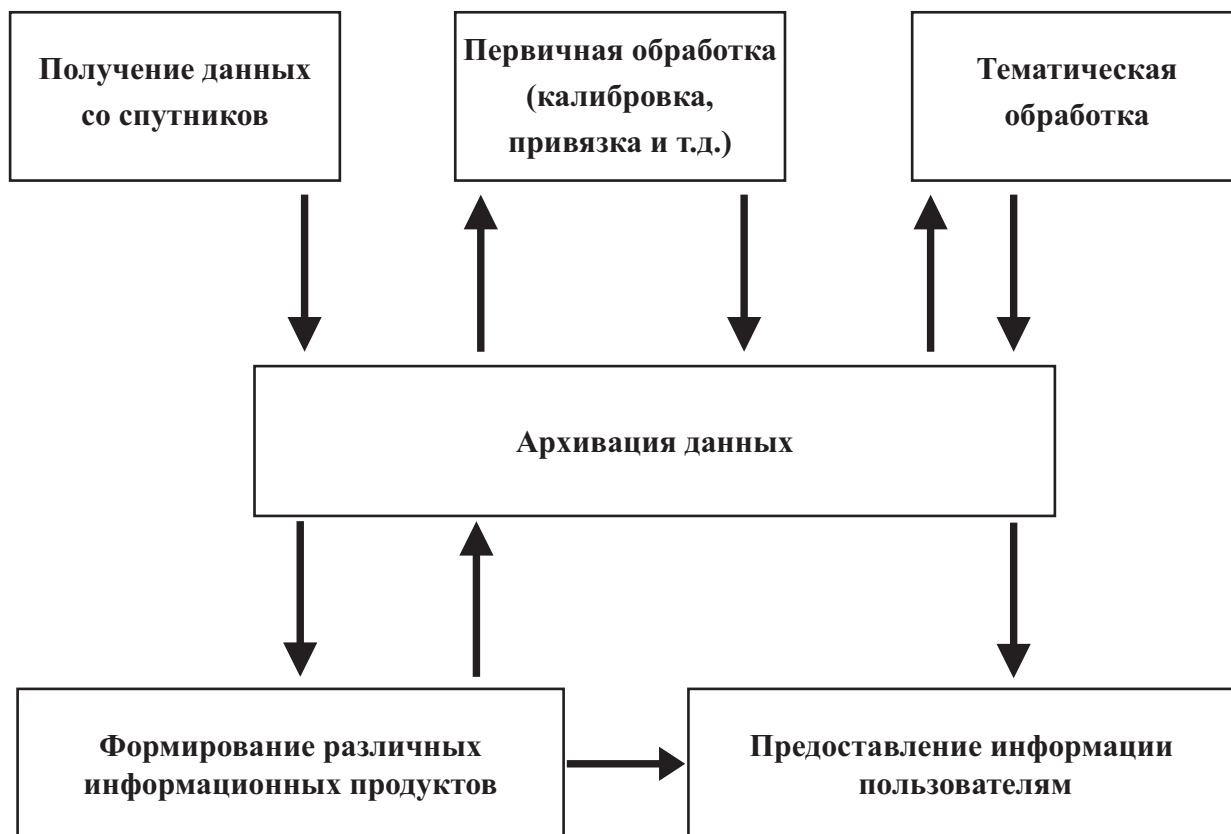 Получение данных
со спутников
Первичная обработка
(калибровка,
привязка и т.д.)
Тематическая
обработка
Архивация данных
Формирование различных
информационных продуктов
Предоставление информации
пользователям